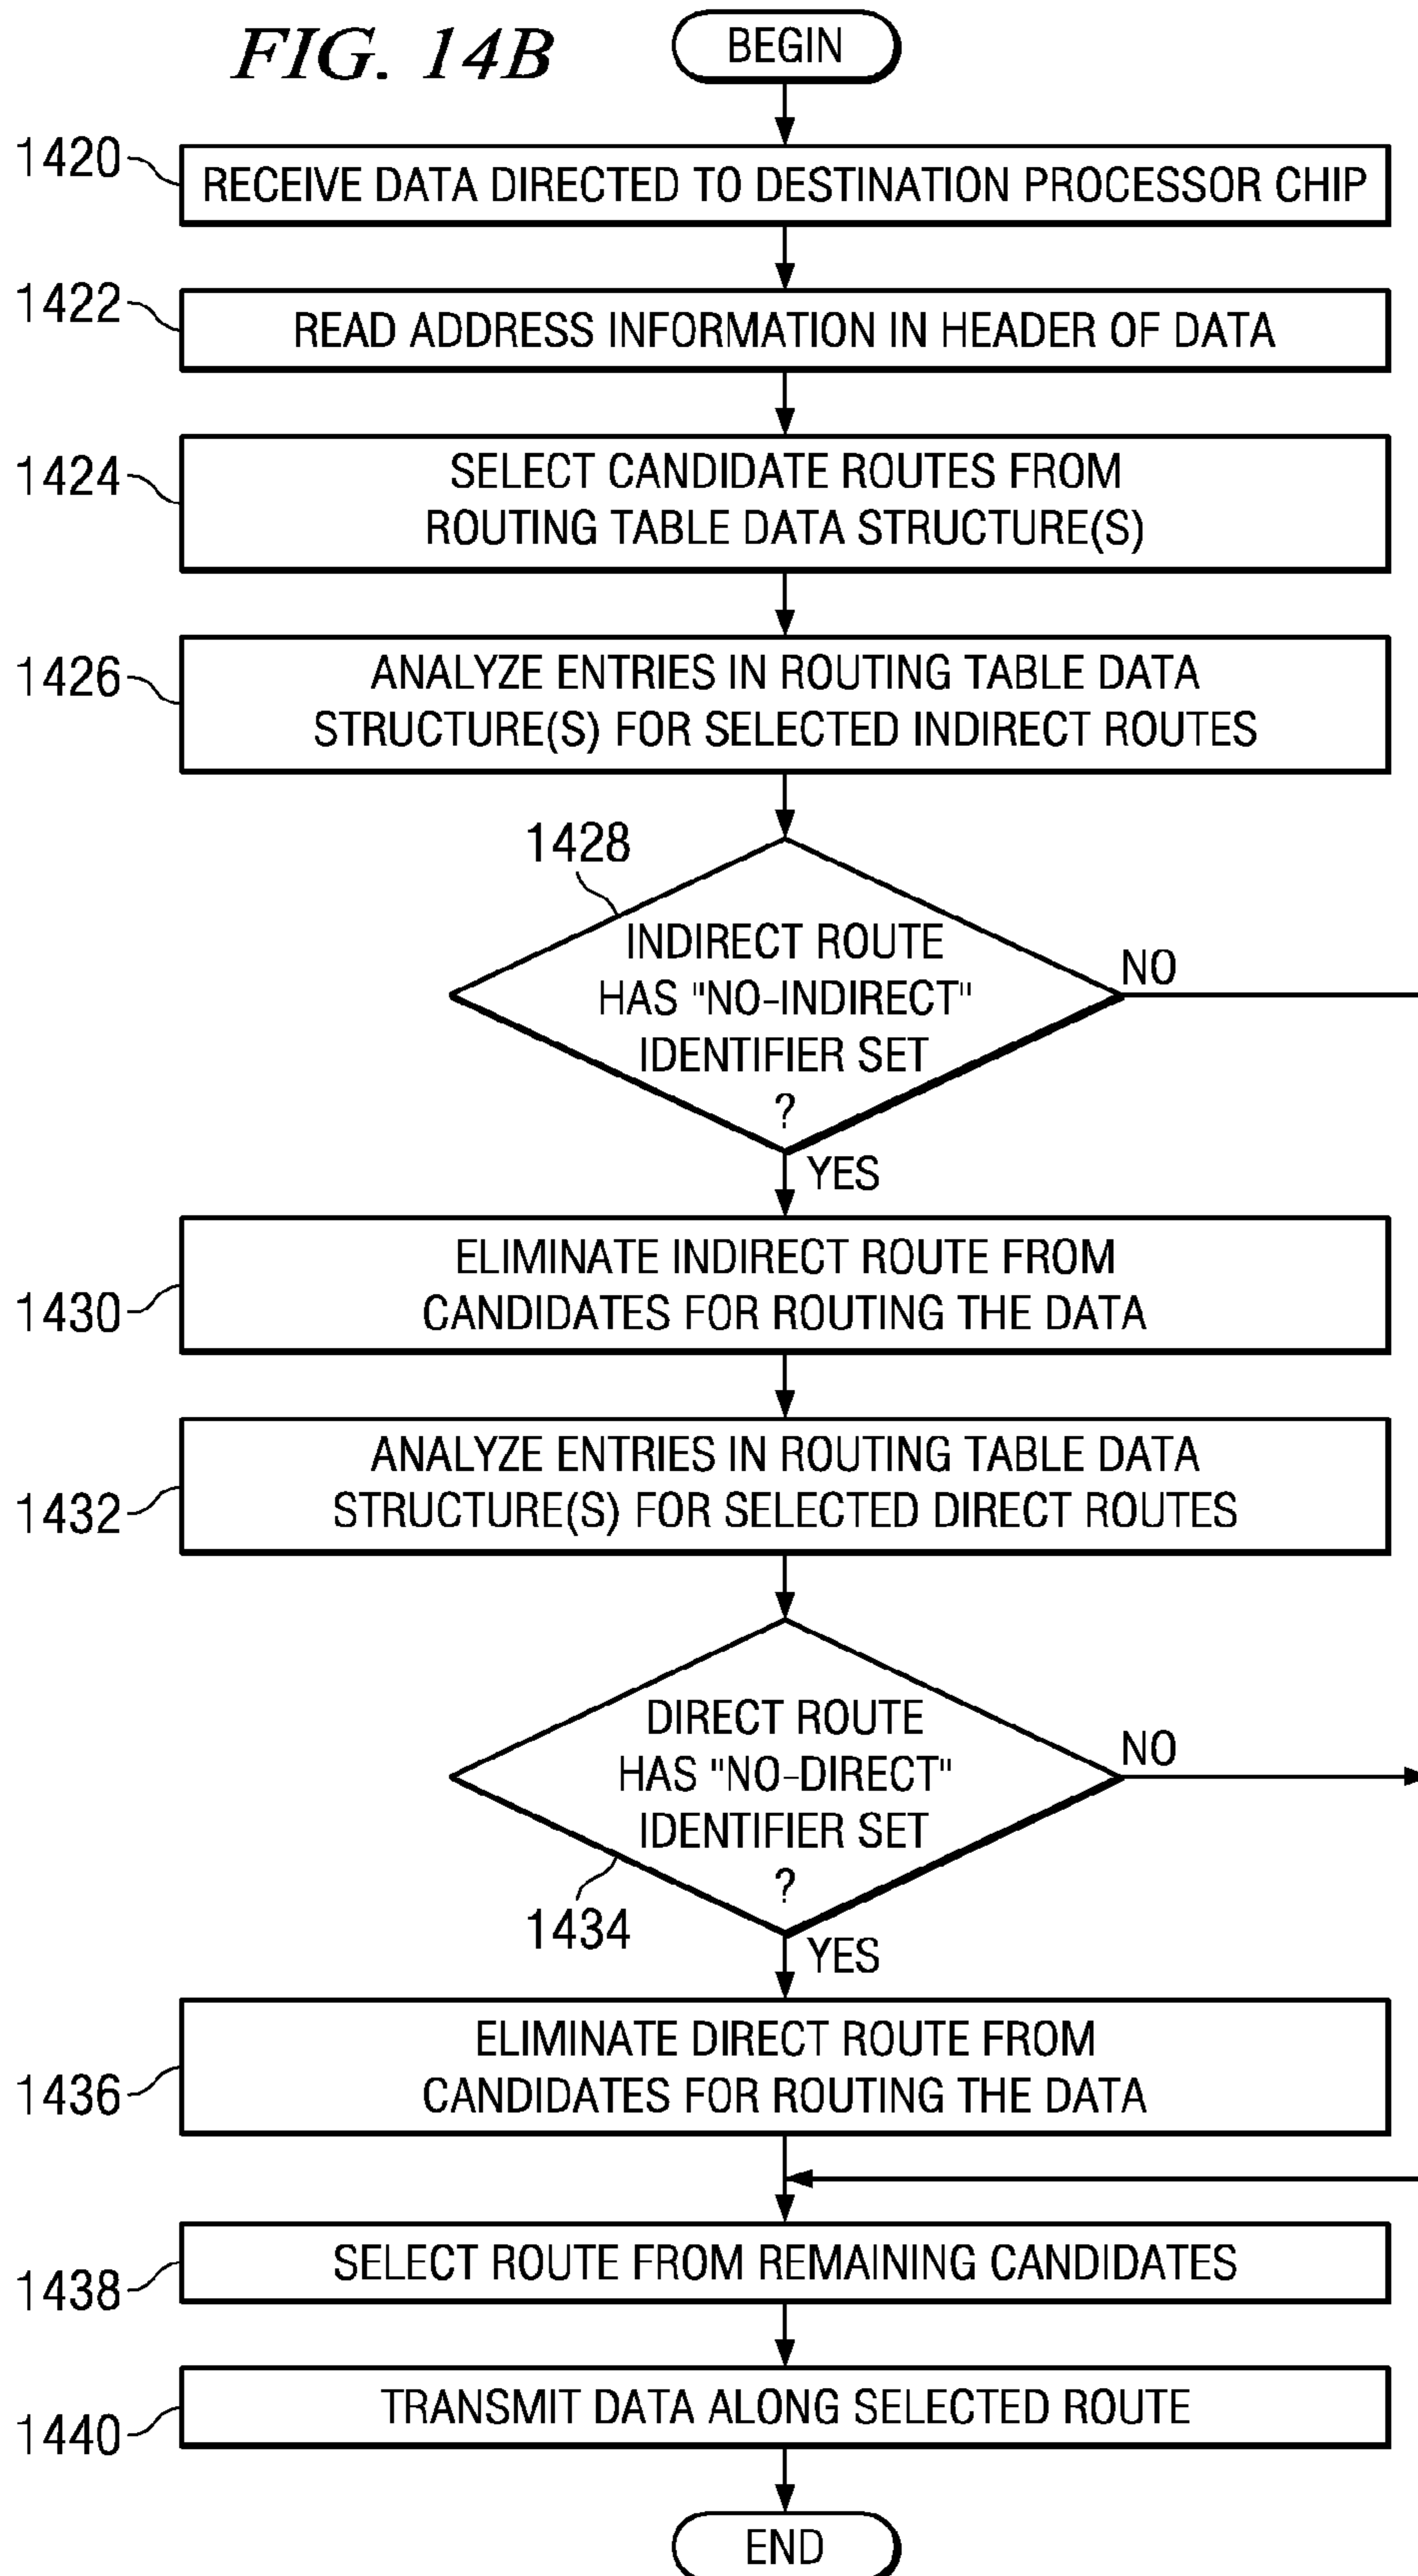 FIG. 14B
BEGIN
1420
RECEIVE DATA DIRECTED TO DESTINATION PROCESSOR CHIP
1422
READ ADDRESS INFORMATION IN HEADER OF DATA
1424
SELECT CANDIDATE ROUTES FROM
ROUTING TABLE DATA STRUCTURE(S)
1426
ANALYZE ENTRIES IN ROUTING TABLE DATA
STRUCTURE(S) FOR SELECTED INDIRECT ROUTES
1428
INDIRECT ROUTE
HAS "NO-INDIRECT"
IDENTIFIER SET
?
NO
YES
1430
ELIMINATE INDIRECT ROUTE FROM
CANDIDATES FOR ROUTING THE DATA
1432
ANALYZE ENTRIES IN ROUTING TABLE DATA
STRUCTURE(S) FOR SELECTED DIRECT ROUTES
DIRECT ROUTE
HAS "NO-DIRECT"
IDENTIFIER SET
?
NO
1434
YES
1436
ELIMINATE DIRECT ROUTE FROM
CANDIDATES FOR ROUTING THE DATA
1438
SELECT ROUTE FROM REMAINING CANDIDATES
1440
TRANSMIT DATA ALONG SELECTED ROUTE
END